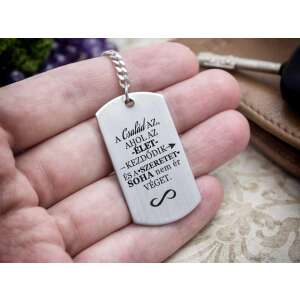 A Család AZ,
AHOL AZ
-ÉLET-
KEZDŐDIK
ÉS A SZERETET
SOHA nem ér
VÉGET.